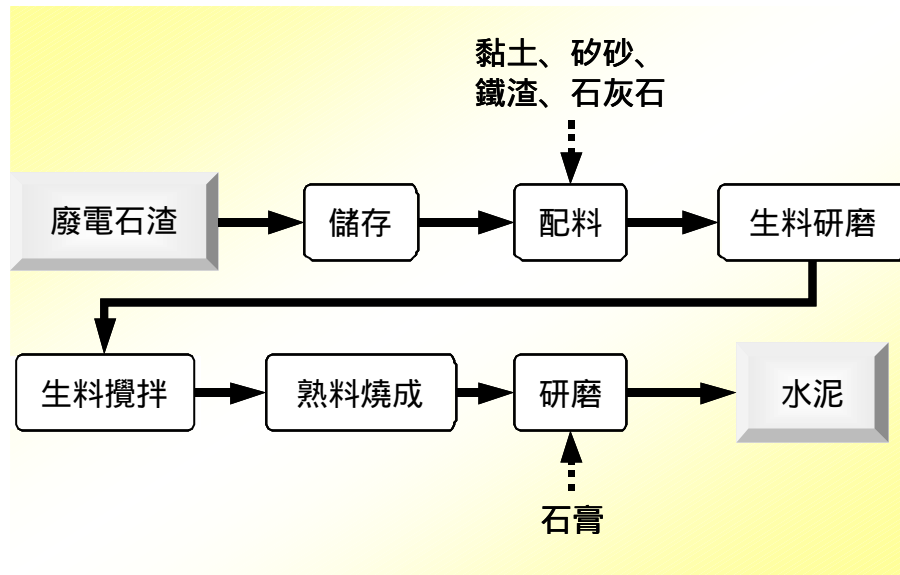 黏土、矽砂、
鐵渣、石灰石
廢電石渣
儲存
配料
生料研磨
生料攪拌
熟料燒成
研磨
水泥
石膏